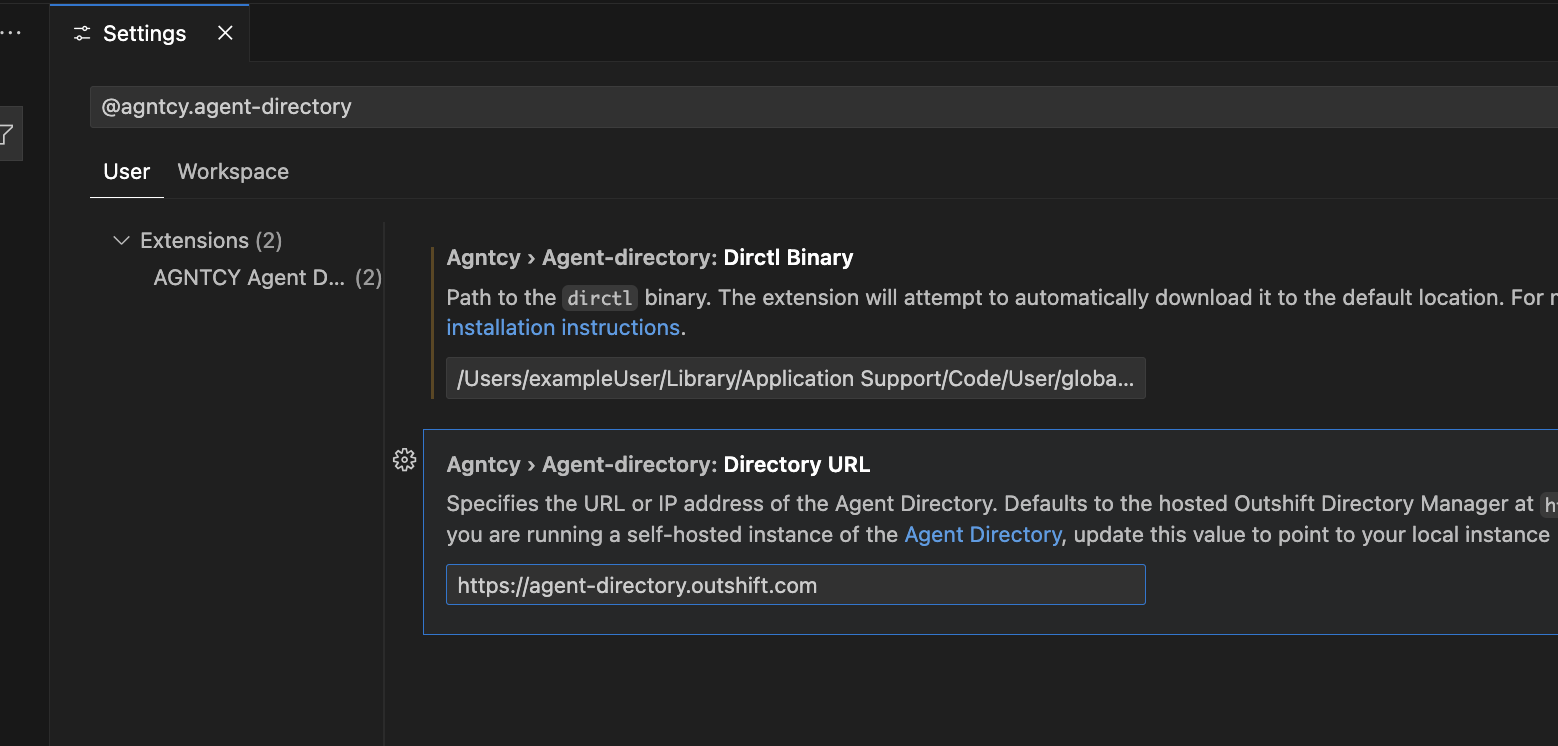 Settings
@agntcy.agent-directory
User Workspace
Extensions (2)
AGNTCY Agent D... (2)
Agntcy › Agent-directory: Dirctl Binary
Path to the dirctl binary. The extension will attempt to automatically download it to the default location. For
installation instructions.
/Users/exampleUser/Library/Application Support/Code/User/globa...
Agntcy › Agent-directory: Directory URL
Specifies the URL or IP address of the Agent Directory. Defaults to the hosted Outshift Directory Manager at
you are running a self-hosted instance of the Agent Directory, update this value to point to your local instance
https://agent-directory.outshift.com